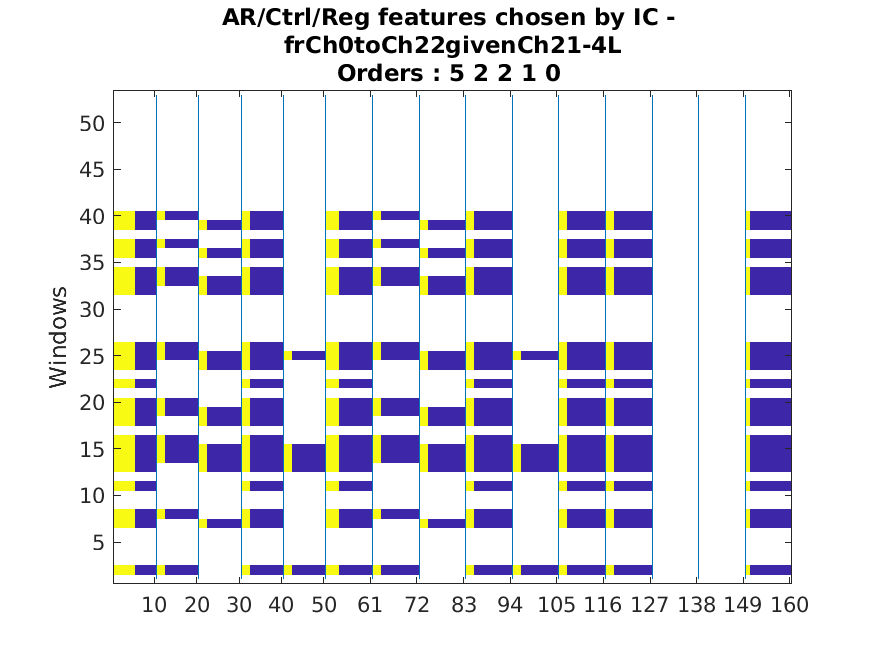 AR/Ctrl/Reg features chosen by IC -
frCh0toCh22givenCh21-4L
Orders : 5 2 2 1 0
50
45
40
35
30
25
20
15
10
5
Windows
10 20 30 40 50 61 72 83 94 105 116 127 138 149 160